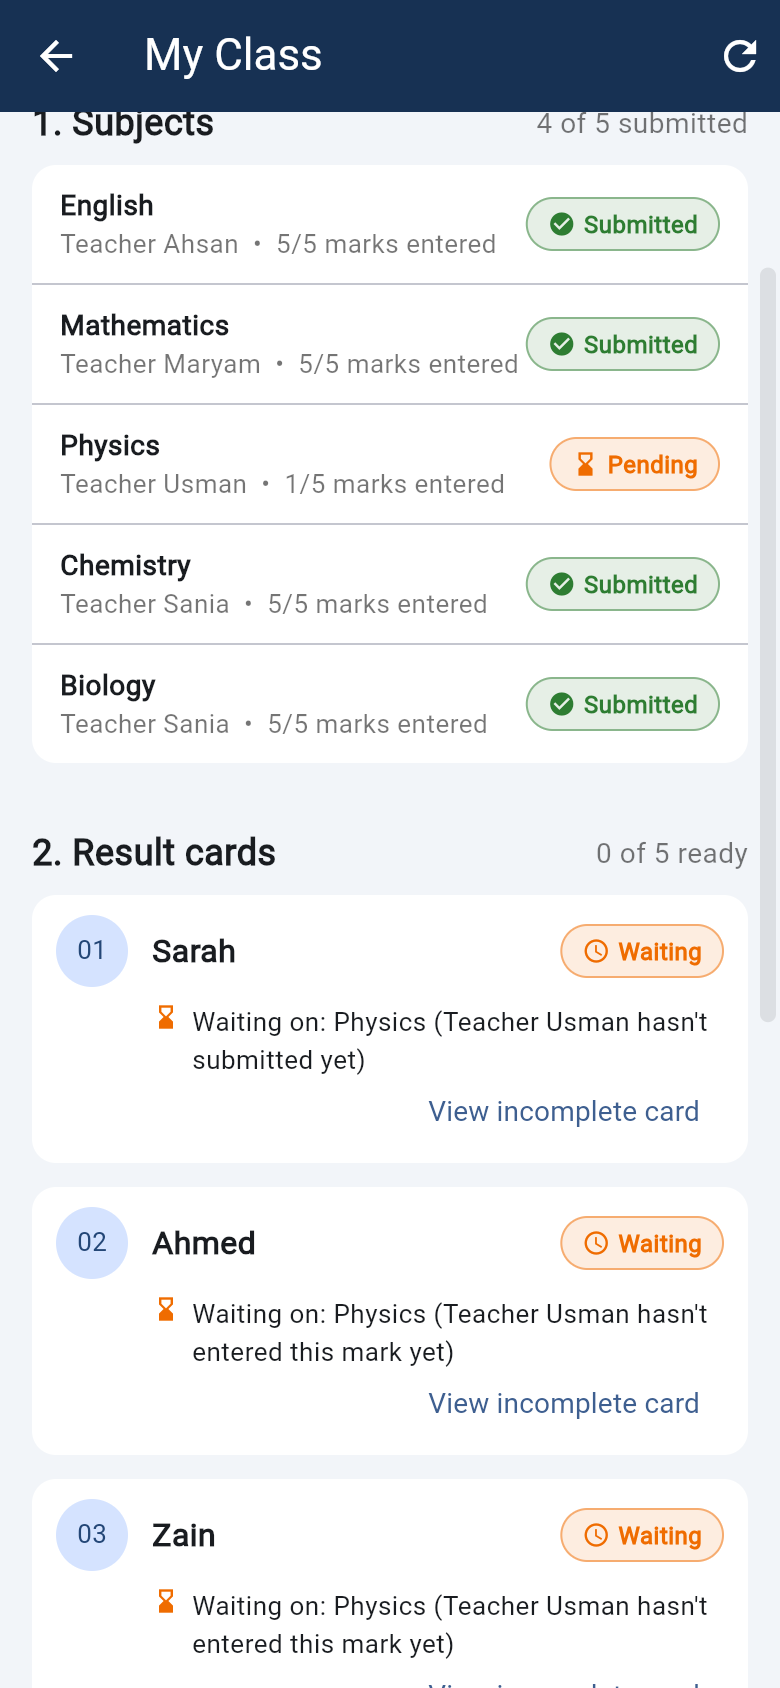 My Class
1. Subjects
4 of 5 submitted
English
Teacher Ahsan • 5/5 marks entered
Submitted
Mathematics
Teacher Maryam • 5/5 marks entered
Submitted
Physics
Teacher Usman • 1/5 marks entered
Pending
Chemistry
Teacher Sania • 5/5 marks entered
Submitted
Biology
Teacher Sania • 5/5 marks entered
Submitted
2. Result cards
0 of 5 ready
01
Sarah
Waiting
Waiting on: Physics (Teacher Usman hasn't
submitted yet)
View incomplete card
02
Ahmed
Waiting
Waiting on: Physics (Teacher Usman hasn't
entered this mark yet)
View incomplete card
03
Zain
Waiting
Waiting on: Physics (Teacher Usman hasn't
entered this mark yet)